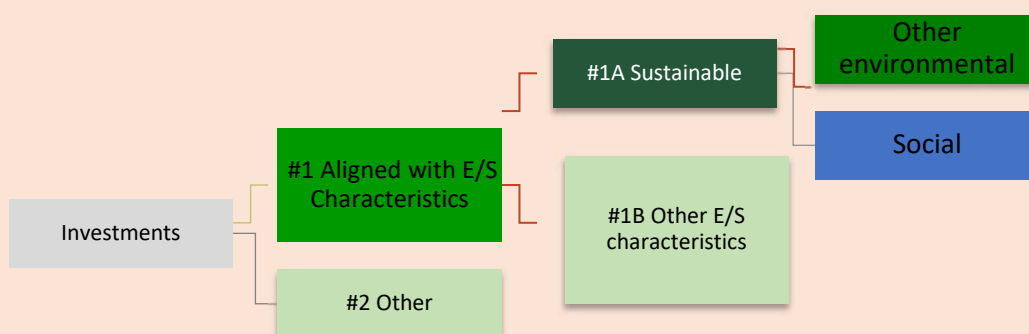 Investments
#1 Aligned with E/S
Characteristics
#2 Other
#1A Sustainable
#1B Other E/S
characteristics
Other
environmental
Social